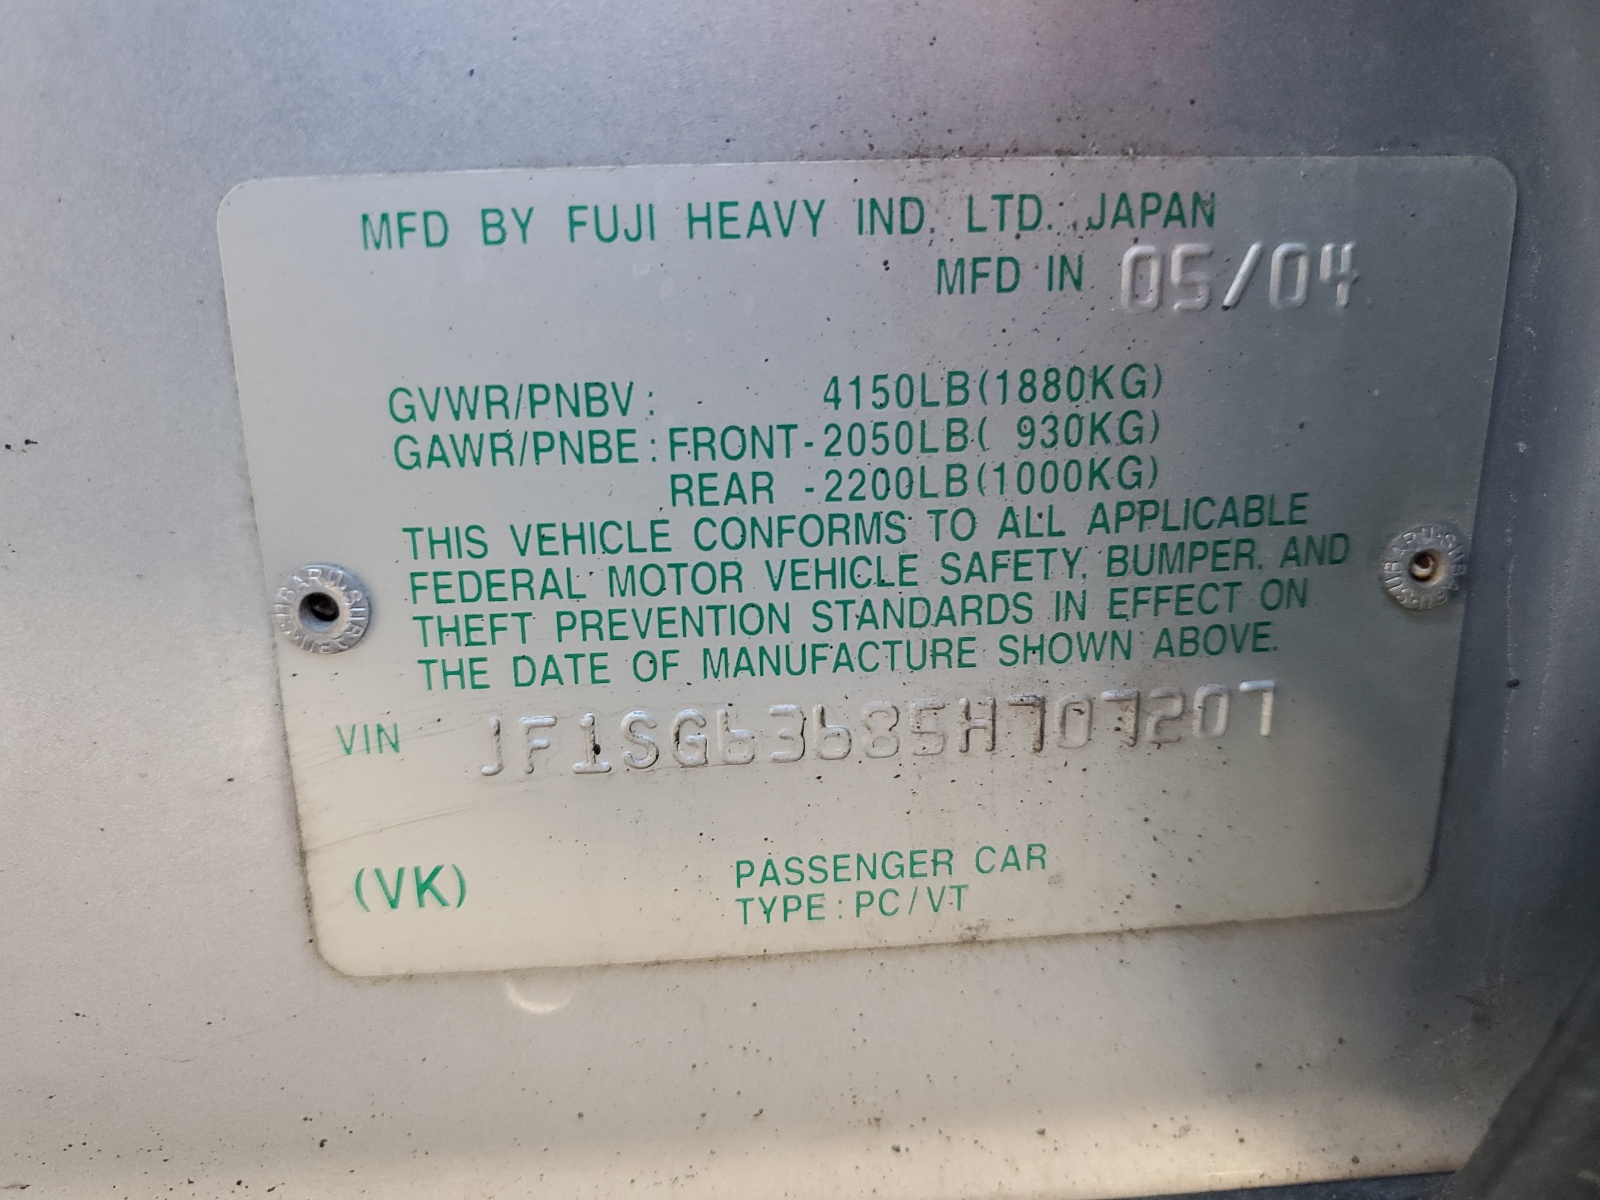 MFD BY FUJI HEAVY IND. LTD. JAPAN
MFD IN 05/04
GVWR/PNBV: 4150LB(1880KG)
GAWR/PNBE: FRONT-2050LB( 930KG)
REAR -2200LB(1000KG)
THIS VEHICLE CONFORMS TO ALL APPLICABLE
FEDERAL MOTOR VEHICLE SAFETY, BUMPER, AND
THEFT PREVENTION STANDARDS IN EFFECT ON
THE DATE OF MANUFACTURE SHOWN ABOVE.
VIN JF1SG63685H707207
(VK)
PASSENGER CAR
TYPE: PC/VT